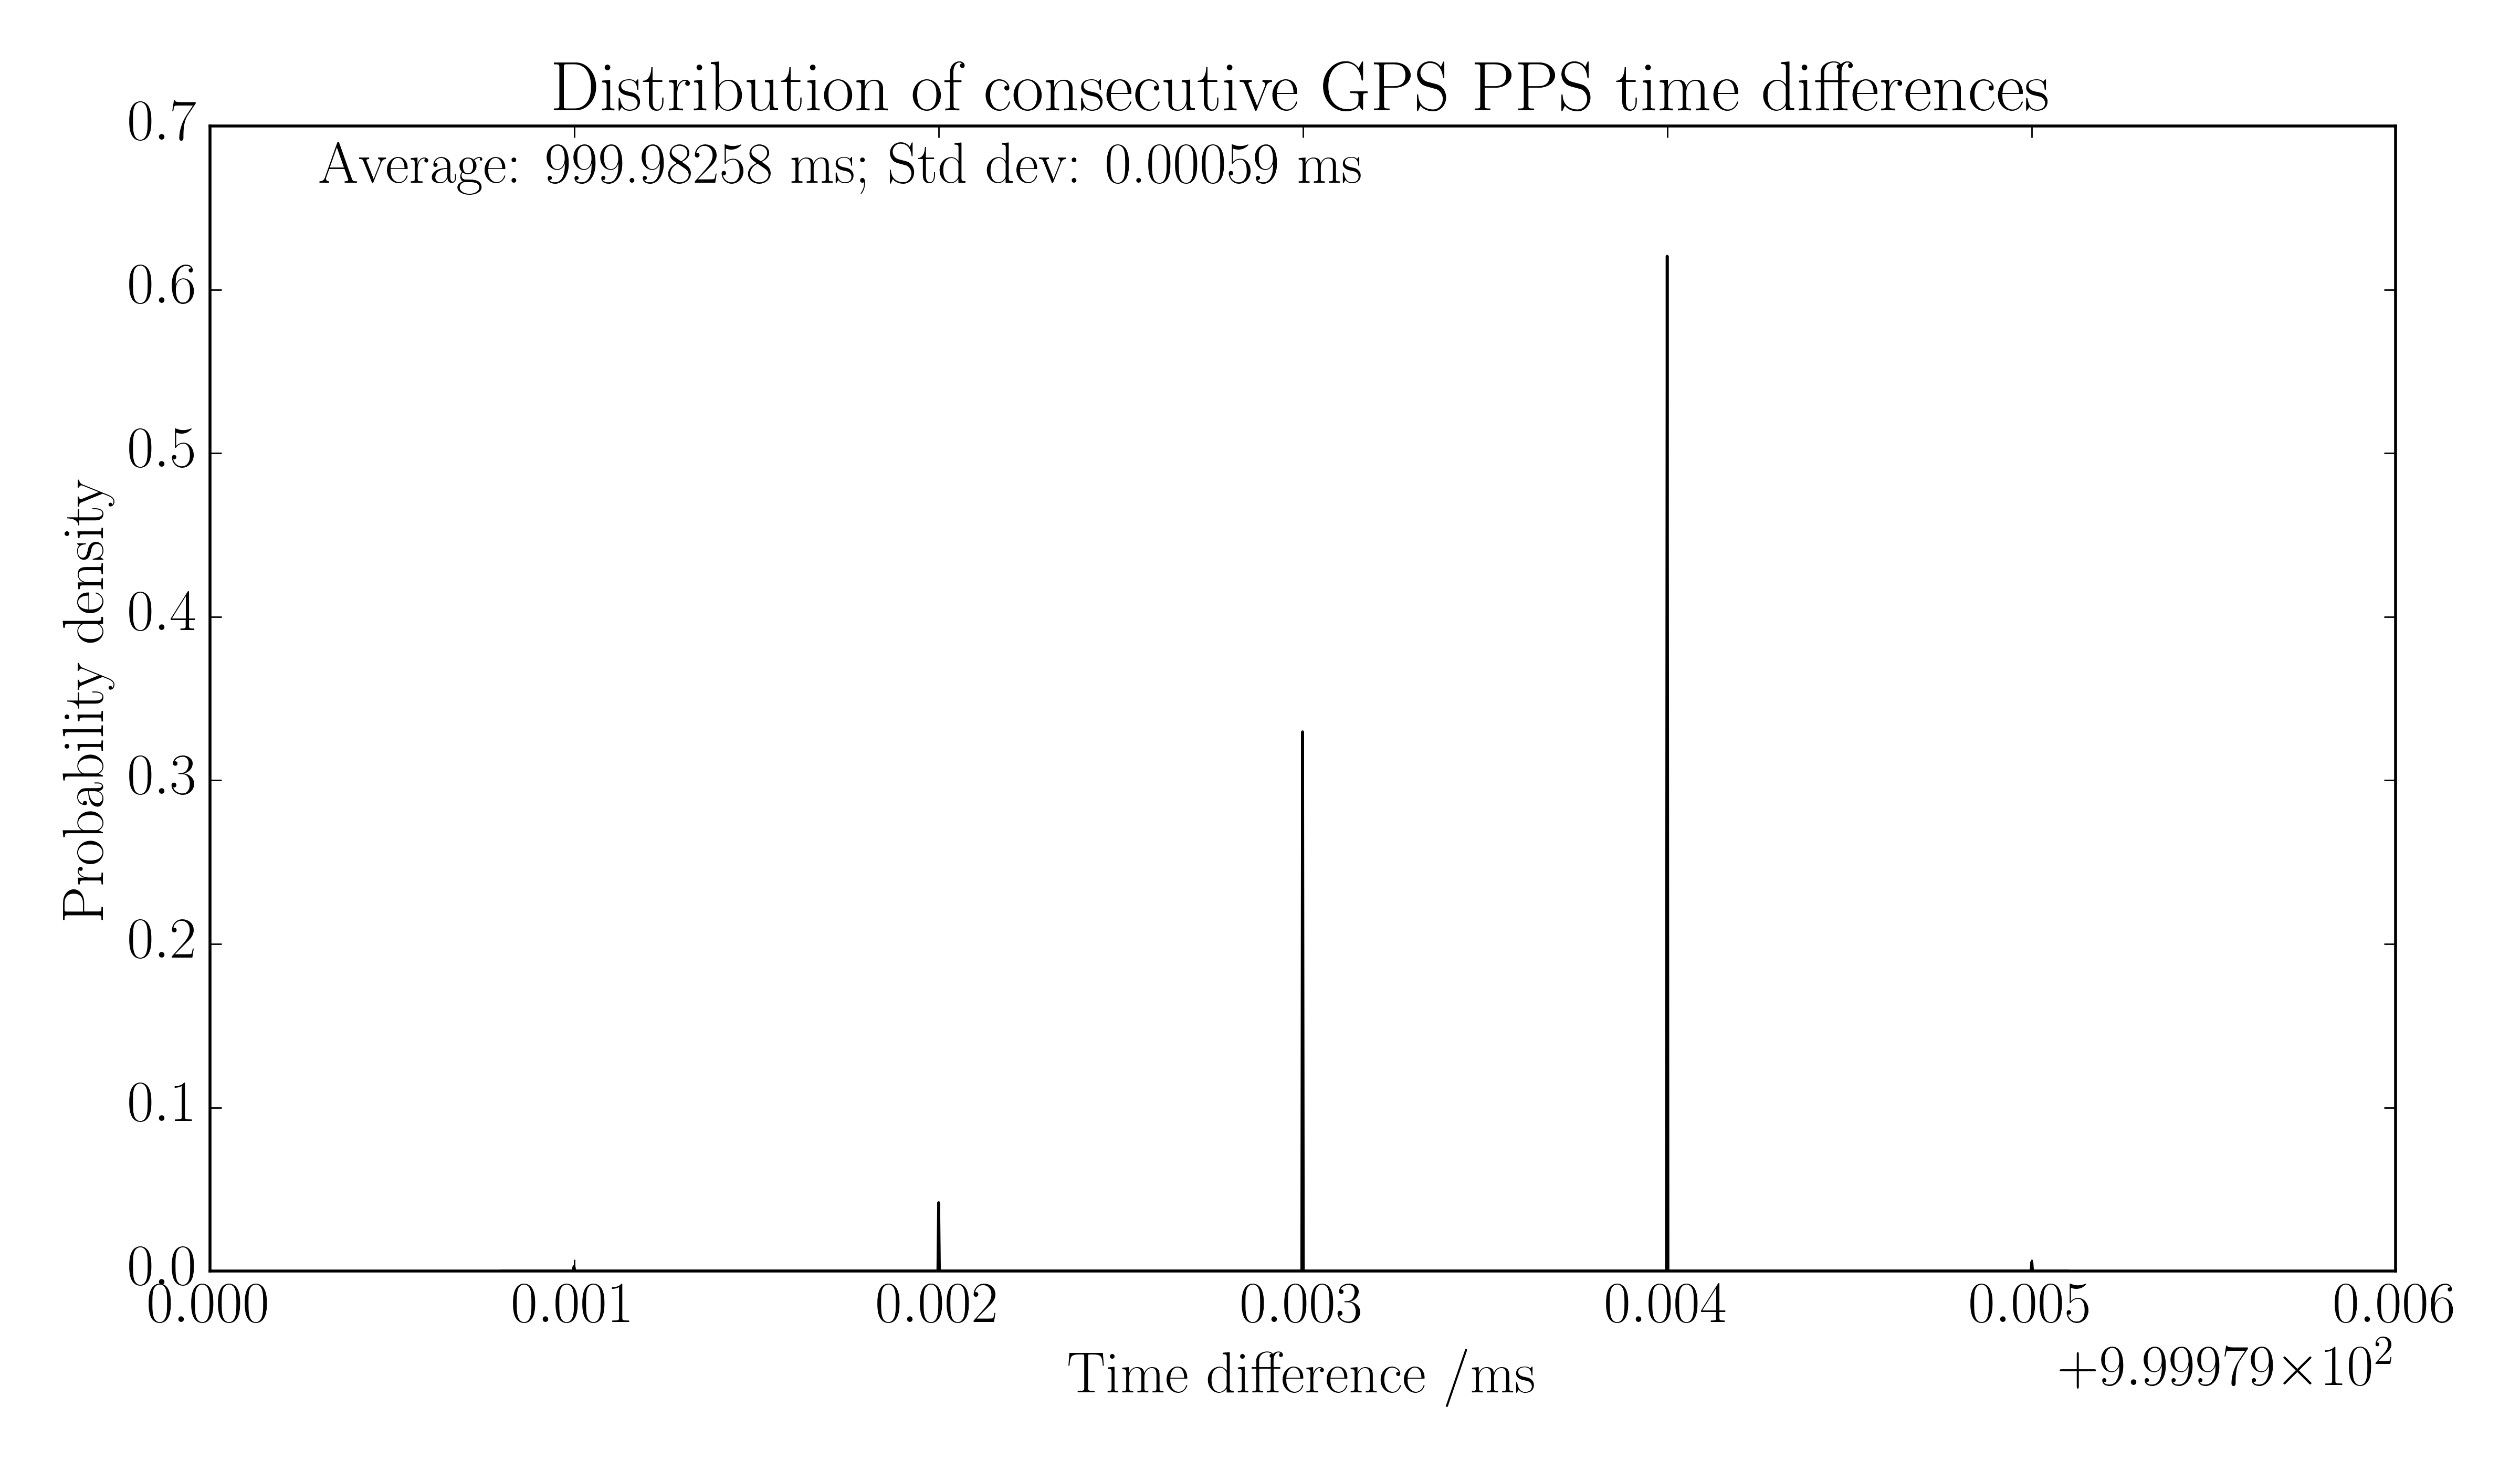 Distribution of consecutive GPS PPS time differences
Average: 999.98258 ms; Std dev: 0.00059 ms
0.7
0.6
0.5
0.4
0.3
0.2
0.1
0.0
Probability density
0.000 0.001 0.002 0.003 0.004 0.005 0.006
Time difference /ms
+9.99979×10²